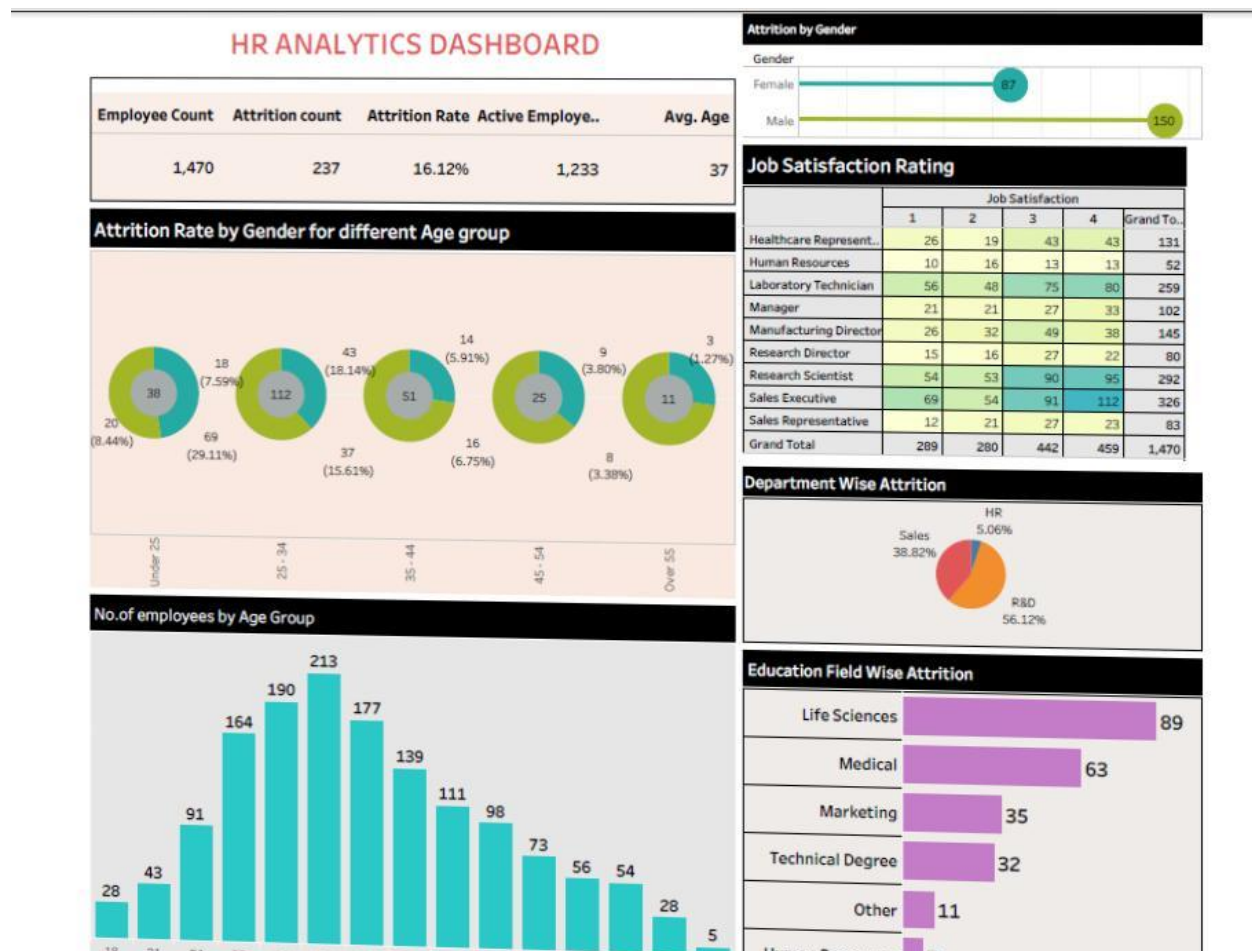 HR ANALYTICS DASHBOARD
Employee Count Attrition count Attrition Rate Active Employe.. Avg. Age
1,470 237 16.12% 1,233 37
Attrition Rate by Gender for different Age group
38
18
(7.59%)
20
(8.44%)
112
43
(18.14%)
69
(29.11%)
51
14
(5.91%)
37
(15.61%)
25
9
(3.80%)
16
(6.75%)
11
3
(1.27%)
8
(3.38%)
Under 25
25 - 34
35 - 44
45 - 54
Over 55
No.of employees by Age Group
28
43
91
164
190
213
177
139
111
98
73
56
54
28
5
Attrition by Gender
Gender
Female 87
Male 150
Job Satisfaction Rating
Job Satisfaction
1 2 3 4 Grand To..
Healthcare Represent.. 26 19 43 43 131
Human Resources 10 16 13 13 52
Laboratory Technician 56 48 75 80 259
Manager 21 21 27 33 102
Manufacturing Director 26 32 49 38 145
Research Director 15 16 27 22 80
Research Scientist 54 53 90 95 292
Sales Executive 69 54 91 112 326
Sales Representative 12 21 27 23 83
Grand Total 289 280 442 459 1,470
Department Wise Attrition
HR
5.06%
Sales
38.82%
R&D
56.12%
Education Field Wise Attrition
Life Sciences 89
Medical 63
Marketing 35
Technical Degree 32
Other 11